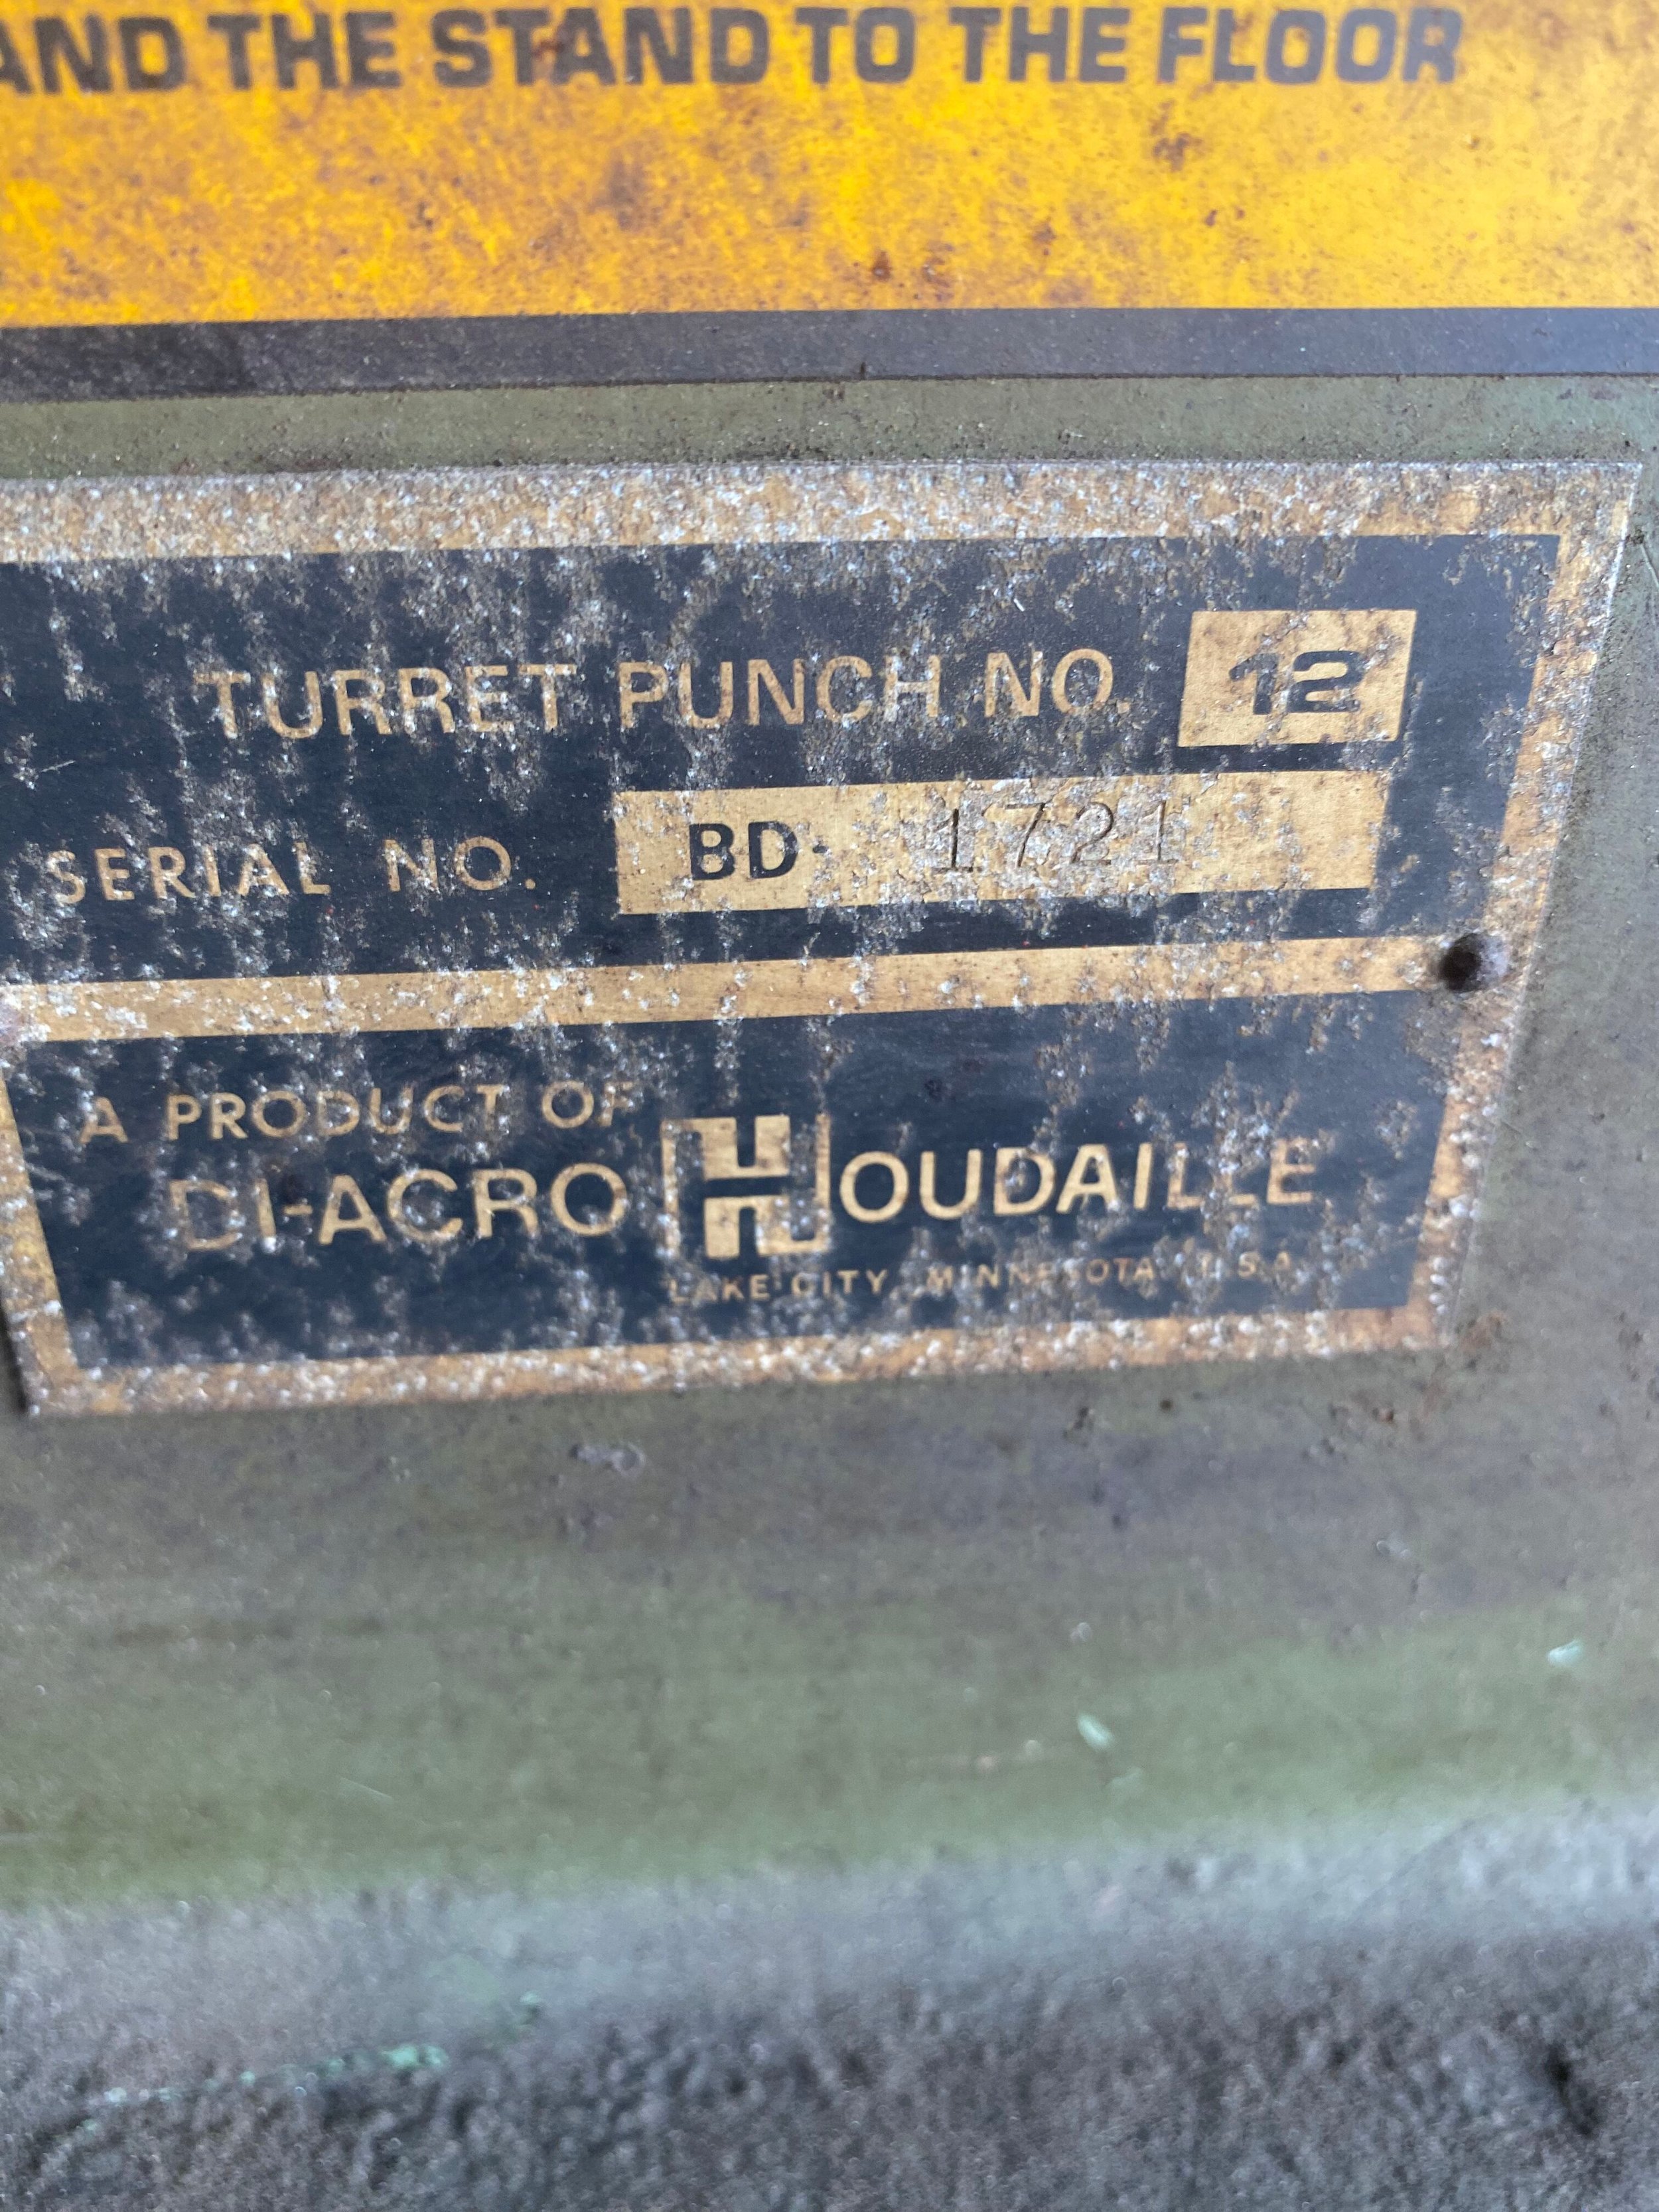 AND THE STAND TO THE FLOOR
TURRET PUNCH NO. 12
SERIAL NO. BD- 1721
A PRODUCT OF
DI-ACRO HOUDAILLE
LAKE CITY, MINNESOTA U.S.A.